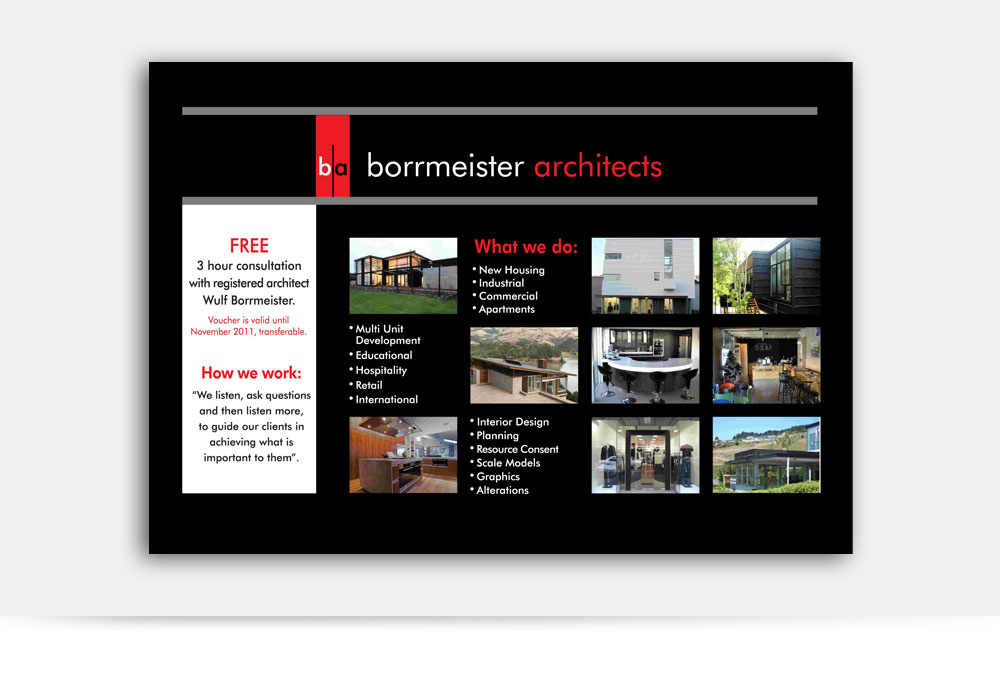 b|a borrmeister architects
FREE
3 hour consultation
with registered architect
Wulf Borrmeister.
Voucher is valid until
November 2011, transferable.
How we work:
“We listen, ask questions
and then listen more,
to guide our clients in
achieving what is
important to them”.
What we do:
• New Housing
• Industrial
• Commercial
• Apartments
• Multi Unit
Development
• Educational
• Hospitality
• Retail
• International
• Interior Design
• Planning
• Resource Consent
• Scale Models
• Graphics
• Alterations